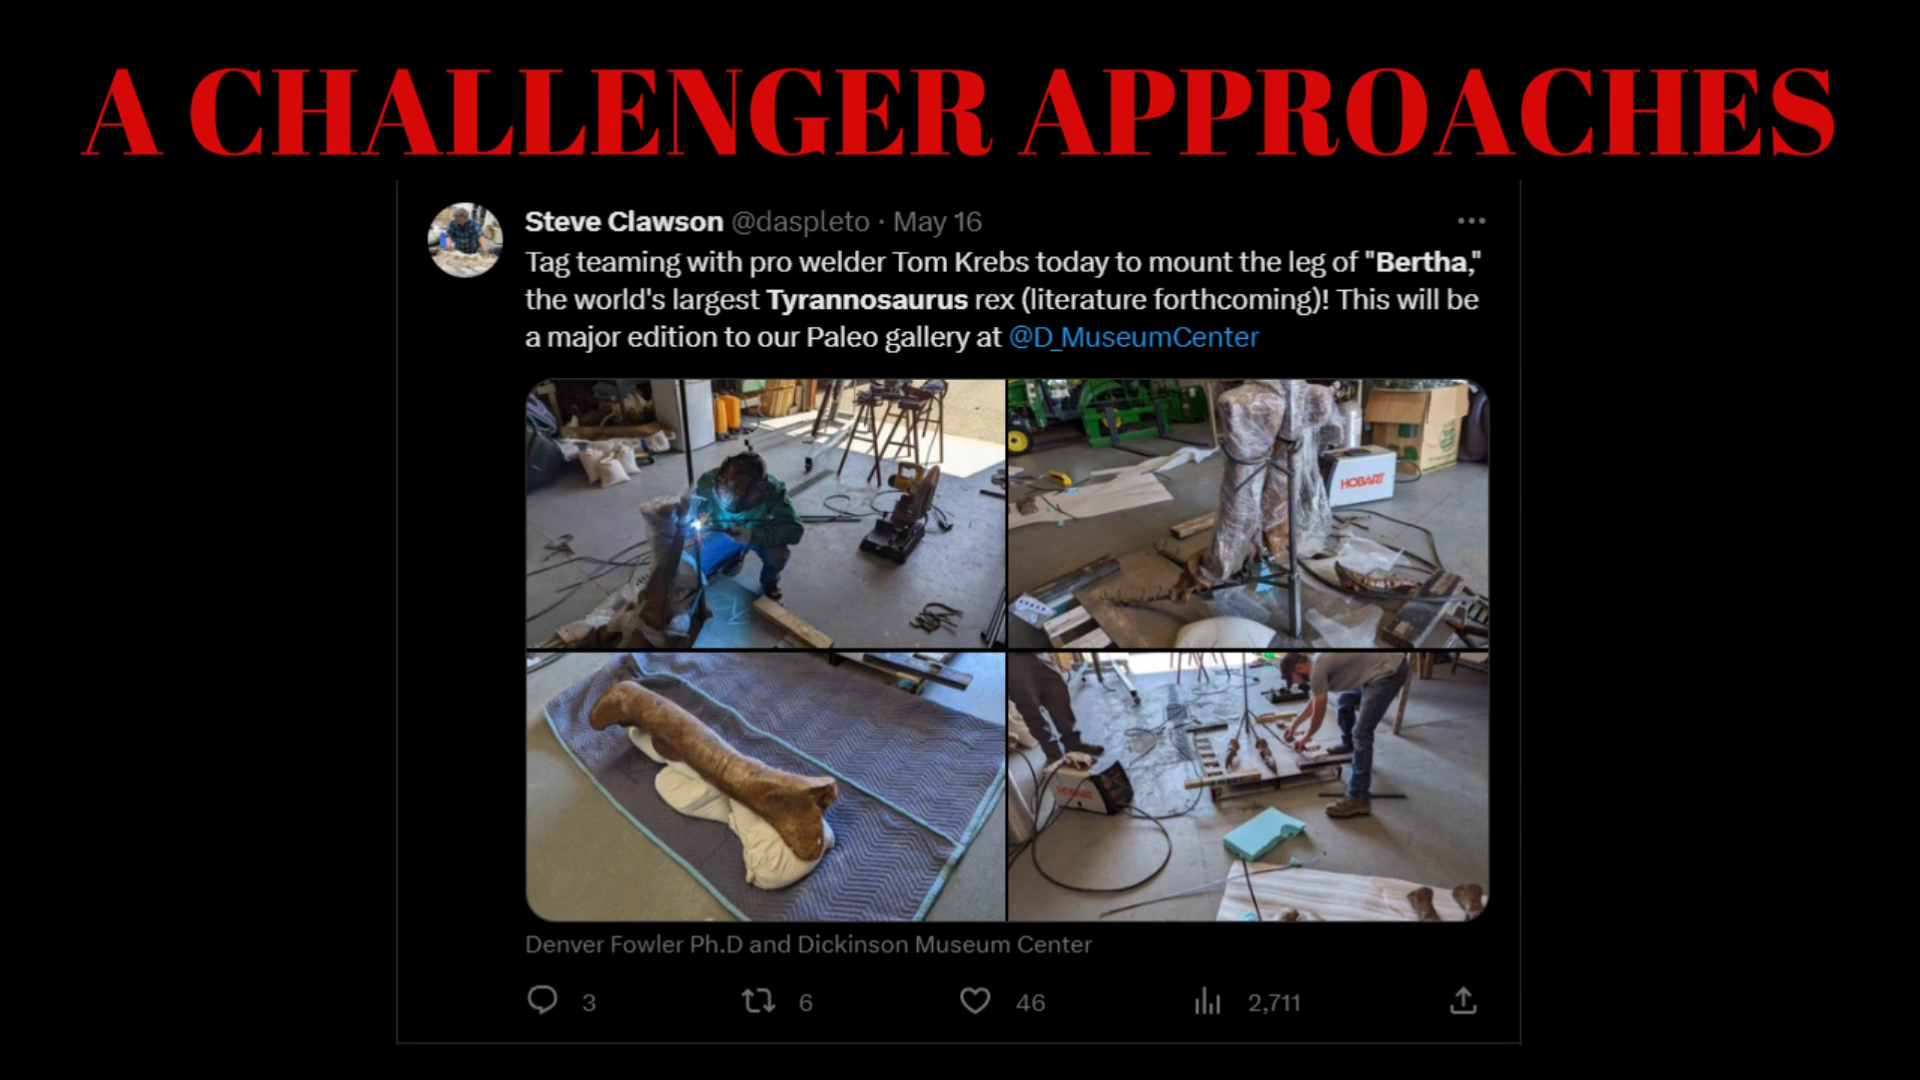 A CHALLENGER APPROACHES
Steve Clawson @daspleto · May 16
Tag teaming with pro welder Tom Krebs today to mount the leg of "Bertha,"
the world's largest Tyrannosaurus rex (literature forthcoming)! This will be
a major edition to our Paleo gallery at @D_MuseumCenter
HOBART
HOBART
Denver Fowler Ph.D and Dickinson Museum Center
3 6 46 2,711